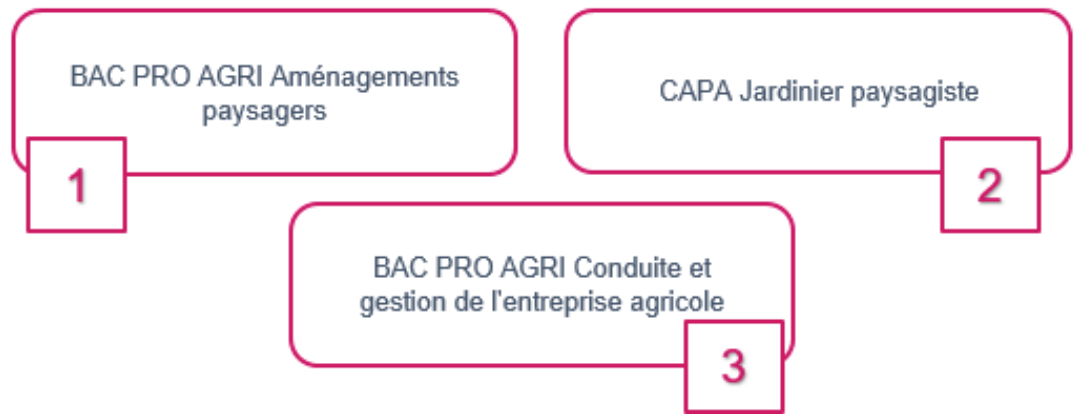 BAC PRO AGRI Aménagements
paysagers
1
CAPA Jardinier paysagiste
2
BAC PRO AGRI Conduite et
gestion de l'entreprise agricole
3